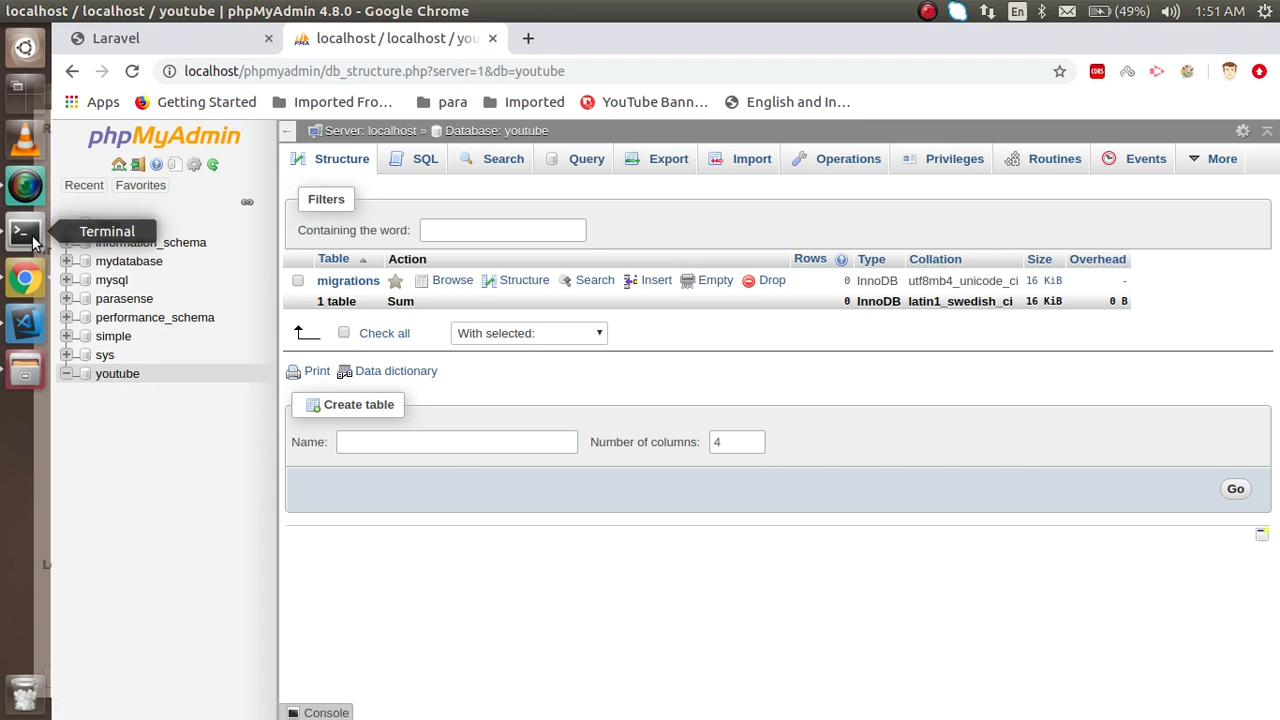 localhost / localhost / youtube | phpMyAdmin 4.8.0 - Google Chrome
En
(49%)
1:51 AM
Laravel
localhost / localhost / you
localhost/phpmyadmin/db_structure.php?server=1&db=youtube
CORS
Apps
Getting Started
Imported Fro...
para
Imported
YouTube Bann...
English and In...
phpMyAdmin
Recent
Favorites
Terminal
information_schema
mydatabase
mysql
parasense
performance_schema
simple
sys
youtube
Server: localhost » Database: youtube
Structure
SQL
Search
Query
Export
Import
Operations
Privileges
Routines
Events
More
Filters
Containing the word:
Table Action Rows Type Collation Size Overhead
migrations Browse Structure Search Insert Empty Drop 0 InnoDB utf8mb4_unicode_ci 16 KiB -
1 table Sum 0 InnoDB latin1_swedish_ci 16 KiB 0 B
Check all
With selected:
Print
Data dictionary
Create table
Name:
Number of columns: 4
Go
Console